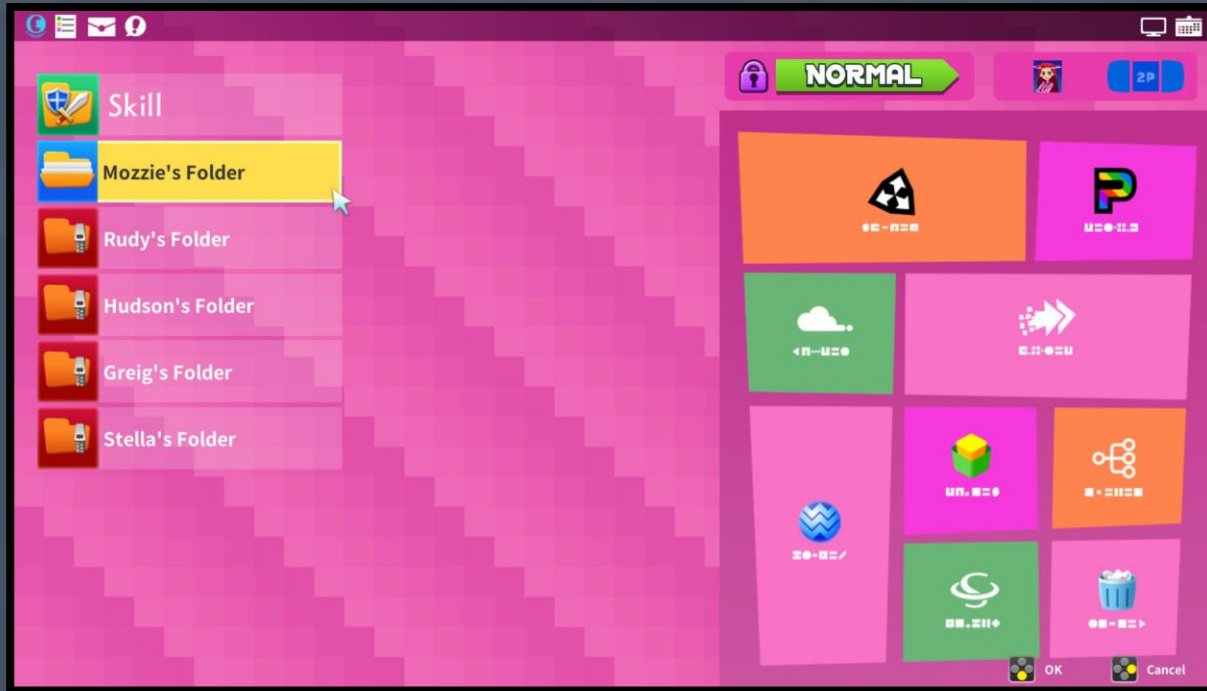 NORMAL
2P
Skill
Mozzie's Folder
Rudy's Folder
Hudson's Folder
Greig's Folder
Stella's Folder
OK
Cancel